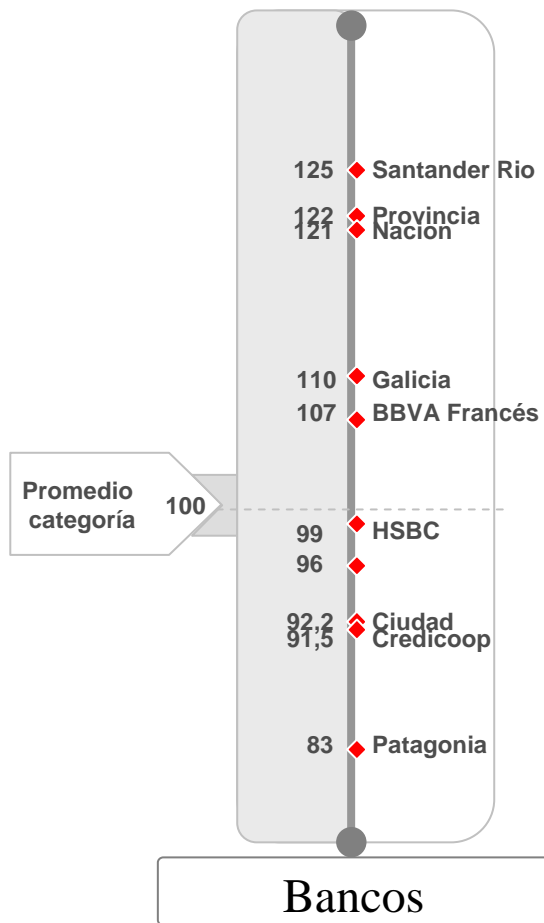 125 Santander Rio
122 Provincia
121 Nación
110 Galicia
107 BBVA Francés
Promedio
categoría 100
99 HSBC
96
92,2 Ciudad
91,5 Credicoop
83 Patagonia
Bancos